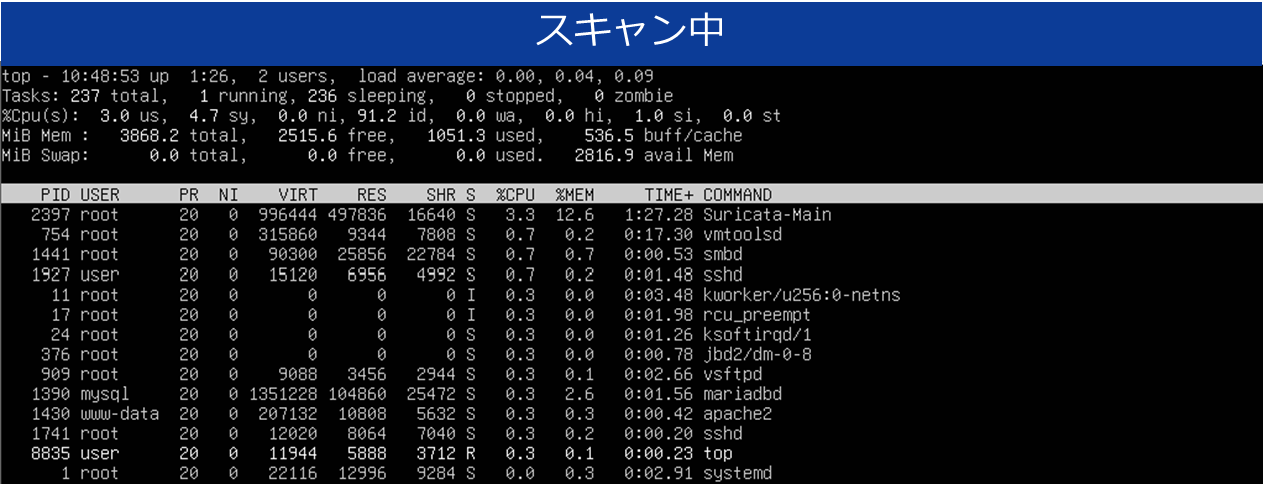 スキャン中
top - 10:48:53 up  1:26,  2 users,  load average: 0.00, 0.04, 0.09
Tasks: 237 total,   1 running, 236 sleeping,   0 stopped,   0 zombie
%Cpu(s):  3.0 us,  4.7 sy,  0.0 ni, 91.2 id,  0.0 wa,  0.0 hi,  1.0 si,  0.0 st
MiB Mem :   3868.2 total,   2515.6 free,   1051.3 used,    536.5 buff/cache
MiB Swap:      0.0 total,      0.0 free,      0.0 used.   2816.9 avail Mem
PID USER      PR  NI    VIRT    RES    SHR S  %CPU  %MEM     TIME+ COMMAND
2397 root      20   0  996444 497836  16640 S   3.3  12.6   1:27.28 Suricata-Main
754 root      20   0  315860   9344   7808 S   0.7   0.2   0:17.30 vmtoolsd
1441 root      20   0   90300  25856  22784 S   0.7   0.7   0:00.53 smbd
1927 user      20   0   15120   6956   4992 S   0.7   0.2   0:01.48 sshd
11 root      20   0       0      0      0 I   0.3   0.0   0:03.48 kworker/u256:0-netns
17 root      20   0       0      0      0 I   0.3   0.0   0:01.98 rcu_preempt
24 root      20   0       0      0      0 S   0.3   0.0   0:01.26 ksoftirqd/1
376 root      20   0       0      0      0 S   0.3   0.0   0:00.78 jbd2/dm-0-8
909 root      20   0    9088   3456   2944 S   0.3   0.1   0:02.66 vsftpd
1390 mysql     20   0 1351228 104860  25472 S   0.3   2.6   0:01.56 mariadbd
1430 www-data  20   0  207132  10808   5632 S   0.3   0.3   0:00.42 apache2
1741 root      20   0   12020   8064   7040 S   0.3   0.2   0:00.20 sshd
8835 user      20   0   11944   5888   3712 R   0.3   0.1   0:00.23 top
1 root      20   0   22116  12996   9284 S   0.0   0.3   0:02.91 systemd